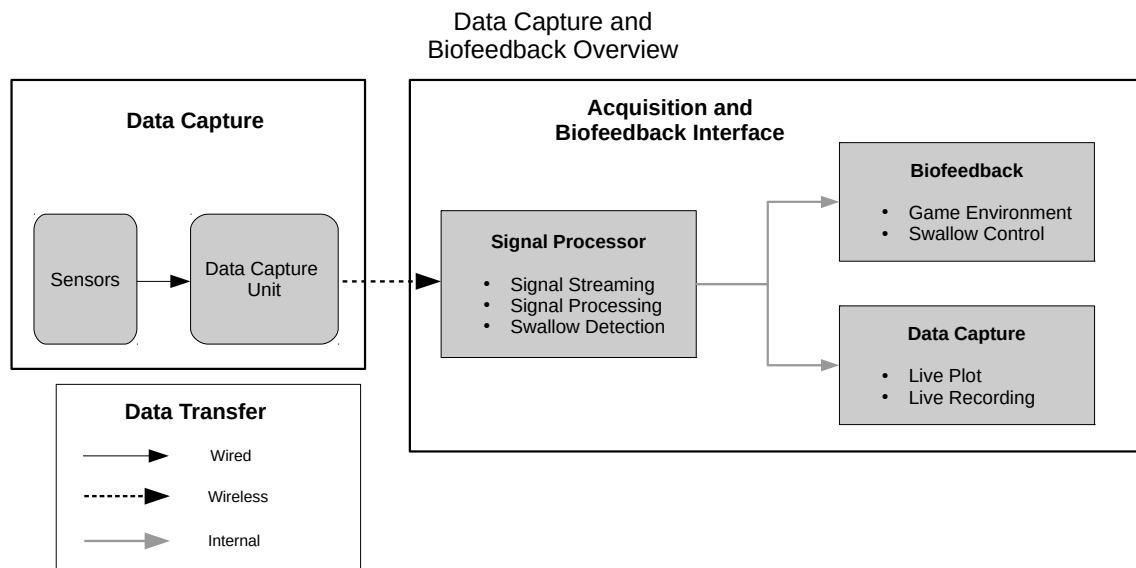 Data Capture and
Biofeedback Overview
Data Capture
Sensors
Data Capture
Unit
Acquisition and
Biofeedback Interface
Signal Processor
• Signal Streaming
• Signal Processing
• Swallow Detection
Biofeedback
• Game Environment
• Swallow Control
Data Capture
• Live Plot
• Live Recording
Data Transfer
Wired
Wireless
Internal